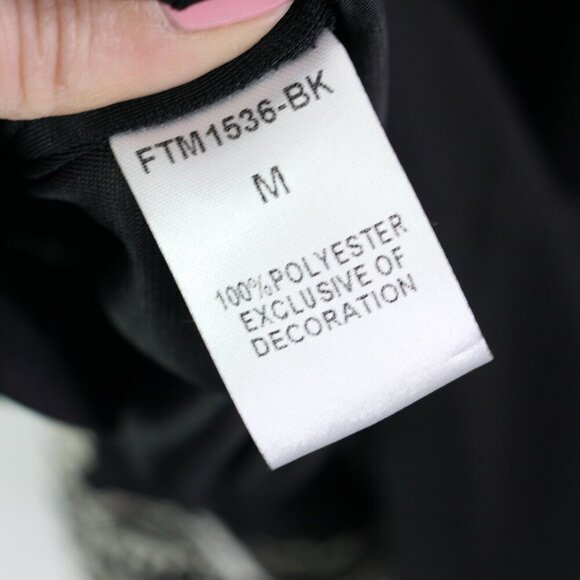 FTM1536-BK
M
100%POLYESTER
EXCLUSIVE OF
DECORATION